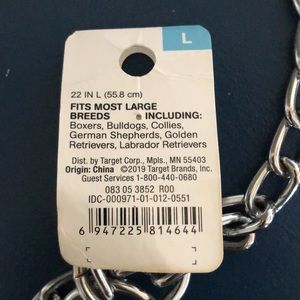 L
22 IN L (55.8 cm)
FITS MOST LARGE
BREEDS INCLUDING:
Boxers, Bulldogs, Collies,
German Shepherds, Golden
Retrievers, Labrador Retrievers
Dist. by Target Corp., Mpls., MN 55403
Origin: China ©2019 Target Brands, Inc.
Guest Services 1-800-440-0680
083 05 3852 R00
IDC-000971-01-012-0551
6 947225 814644